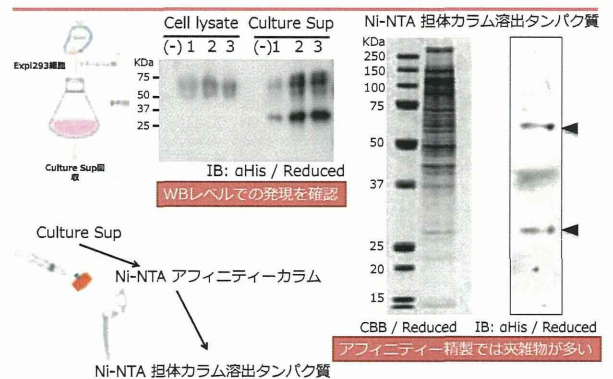 Expi293細胞
Culture Sup回
収
Cell lysate
Culture Sup
(-) 1 2 3
(-) 1 2 3
KDa
75
50
37
25
IB: αHis / Reduced
WBレベルでの発現を確認
Culture Sup
Ni-NTA アフィニティーカラム
Ni-NTA 担体カラム溶出タンパク質
Ni-NTA 担体カラム溶出タンパク質
KDa
250
150
100
75
50
37
25
20
15
CBB / Reduced
IB: αHis / Reduced
アフィニティー精製では夾雑物が多い